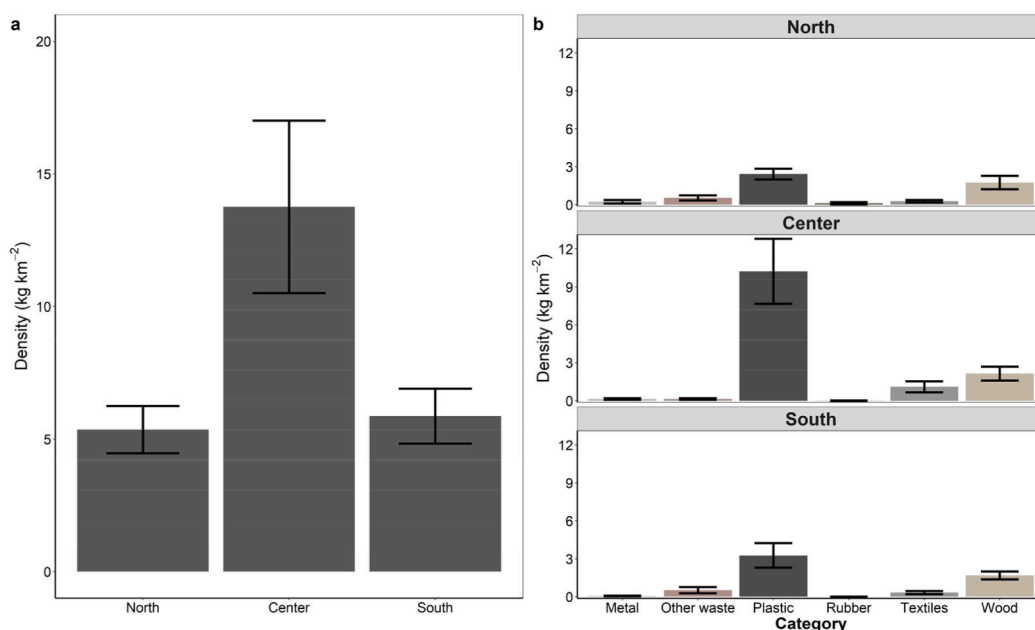 a
Density (kg km⁻²)
20
15
10
5
0
North Center South
b
Density (kg km⁻²)
North
12
9
6
3
0
Center
12
9
6
3
0
South
12
9
6
3
0
Metal Other waste Plastic Rubber Textiles Wood
Category